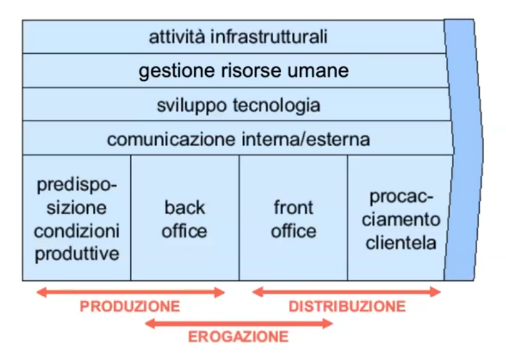 attività infrastrutturali
gestione risorse umane
sviluppo tecnologia
comunicazione interna/esterna
predispo-
sizione
condizioni
produttive
back
office
front
office
procac-
ciamento
clientela
PRODUZIONE
DISTRIBUZIONE
EROGAZIONE